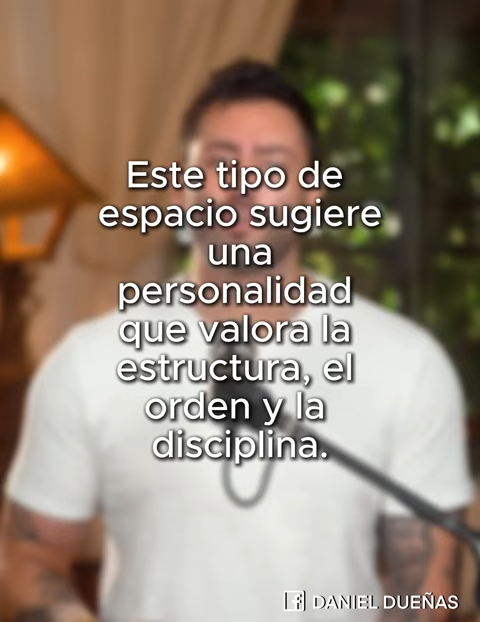 Este tipo de
espacio sugiere
una
personalidad
que valora la
estructura, el
orden y la
disciplina.
DANIEL DUEÑAS